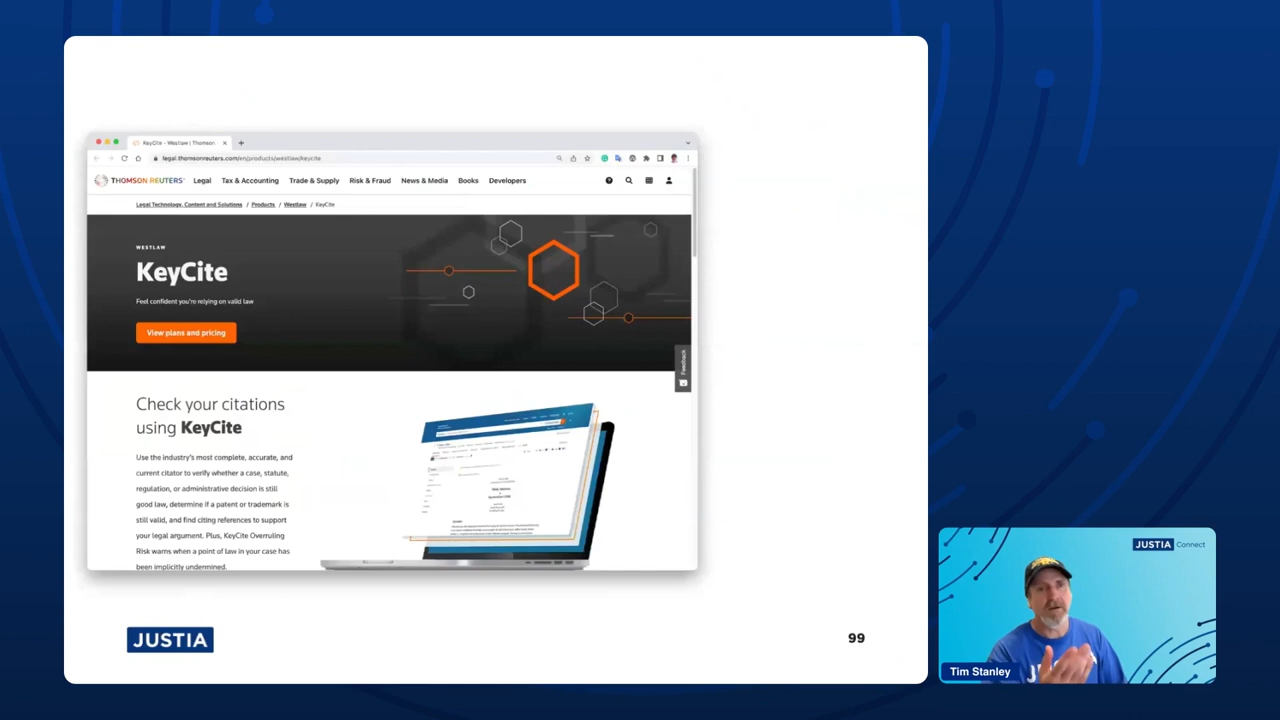 KeyCite - Westlaw | Thomson
legal.thomsonreuters.com/en/products/westlaw/keycite
THOMSON REUTERS
Legal Tax & Accounting Trade & Supply Risk & Fraud News & Media Books Developers
Legal Technology, Content and Solutions / Products / Westlaw / KeyCite
WESTLAW
KeyCite
Feel confident you're relying on valid law
View plans and pricing
Feedback
Check your citations
using KeyCite
Use the industry's most complete, accurate, and
current citator to verify whether a case, statute,
regulation, or administrative decision is still
good law, determine if a patent or trademark is
still valid, and find citing references to support
your legal argument. Plus, KeyCite Overruling
Risk warns when a point of law in your case has
been implicitly undermined.
JUSTIA
99
JUSTIA Connect
Tim Stanley